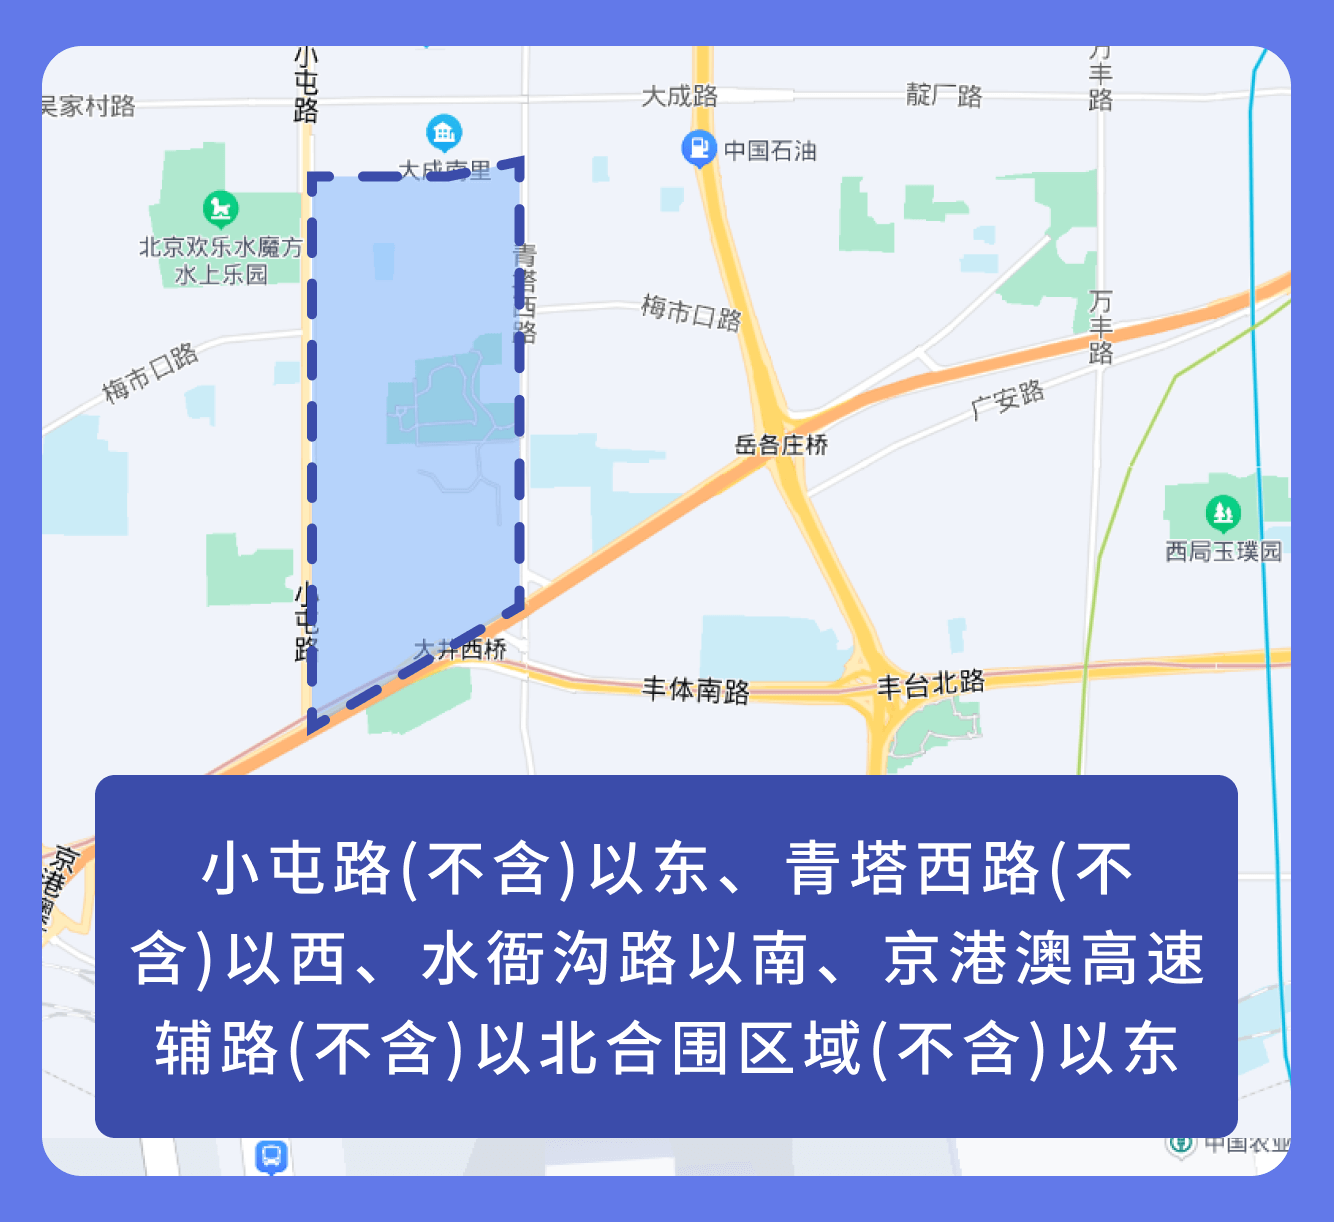 小屯路
万丰路
吴家村路
大成路
靛厂路
中国石油
大成南里
北京欢乐水魔方
水上乐园
青塔西路
梅市口路
万丰路
梅市口路
广安路
岳各庄桥
西局玉璞园
小屯路
大井西桥
丰体南路
丰台北路
京港澳
小屯路(不含)以东、青塔西路(不
含)以西、水衙沟路以南、京港澳高速
辅路(不含)以北合围区域(不含)以东
中国农业